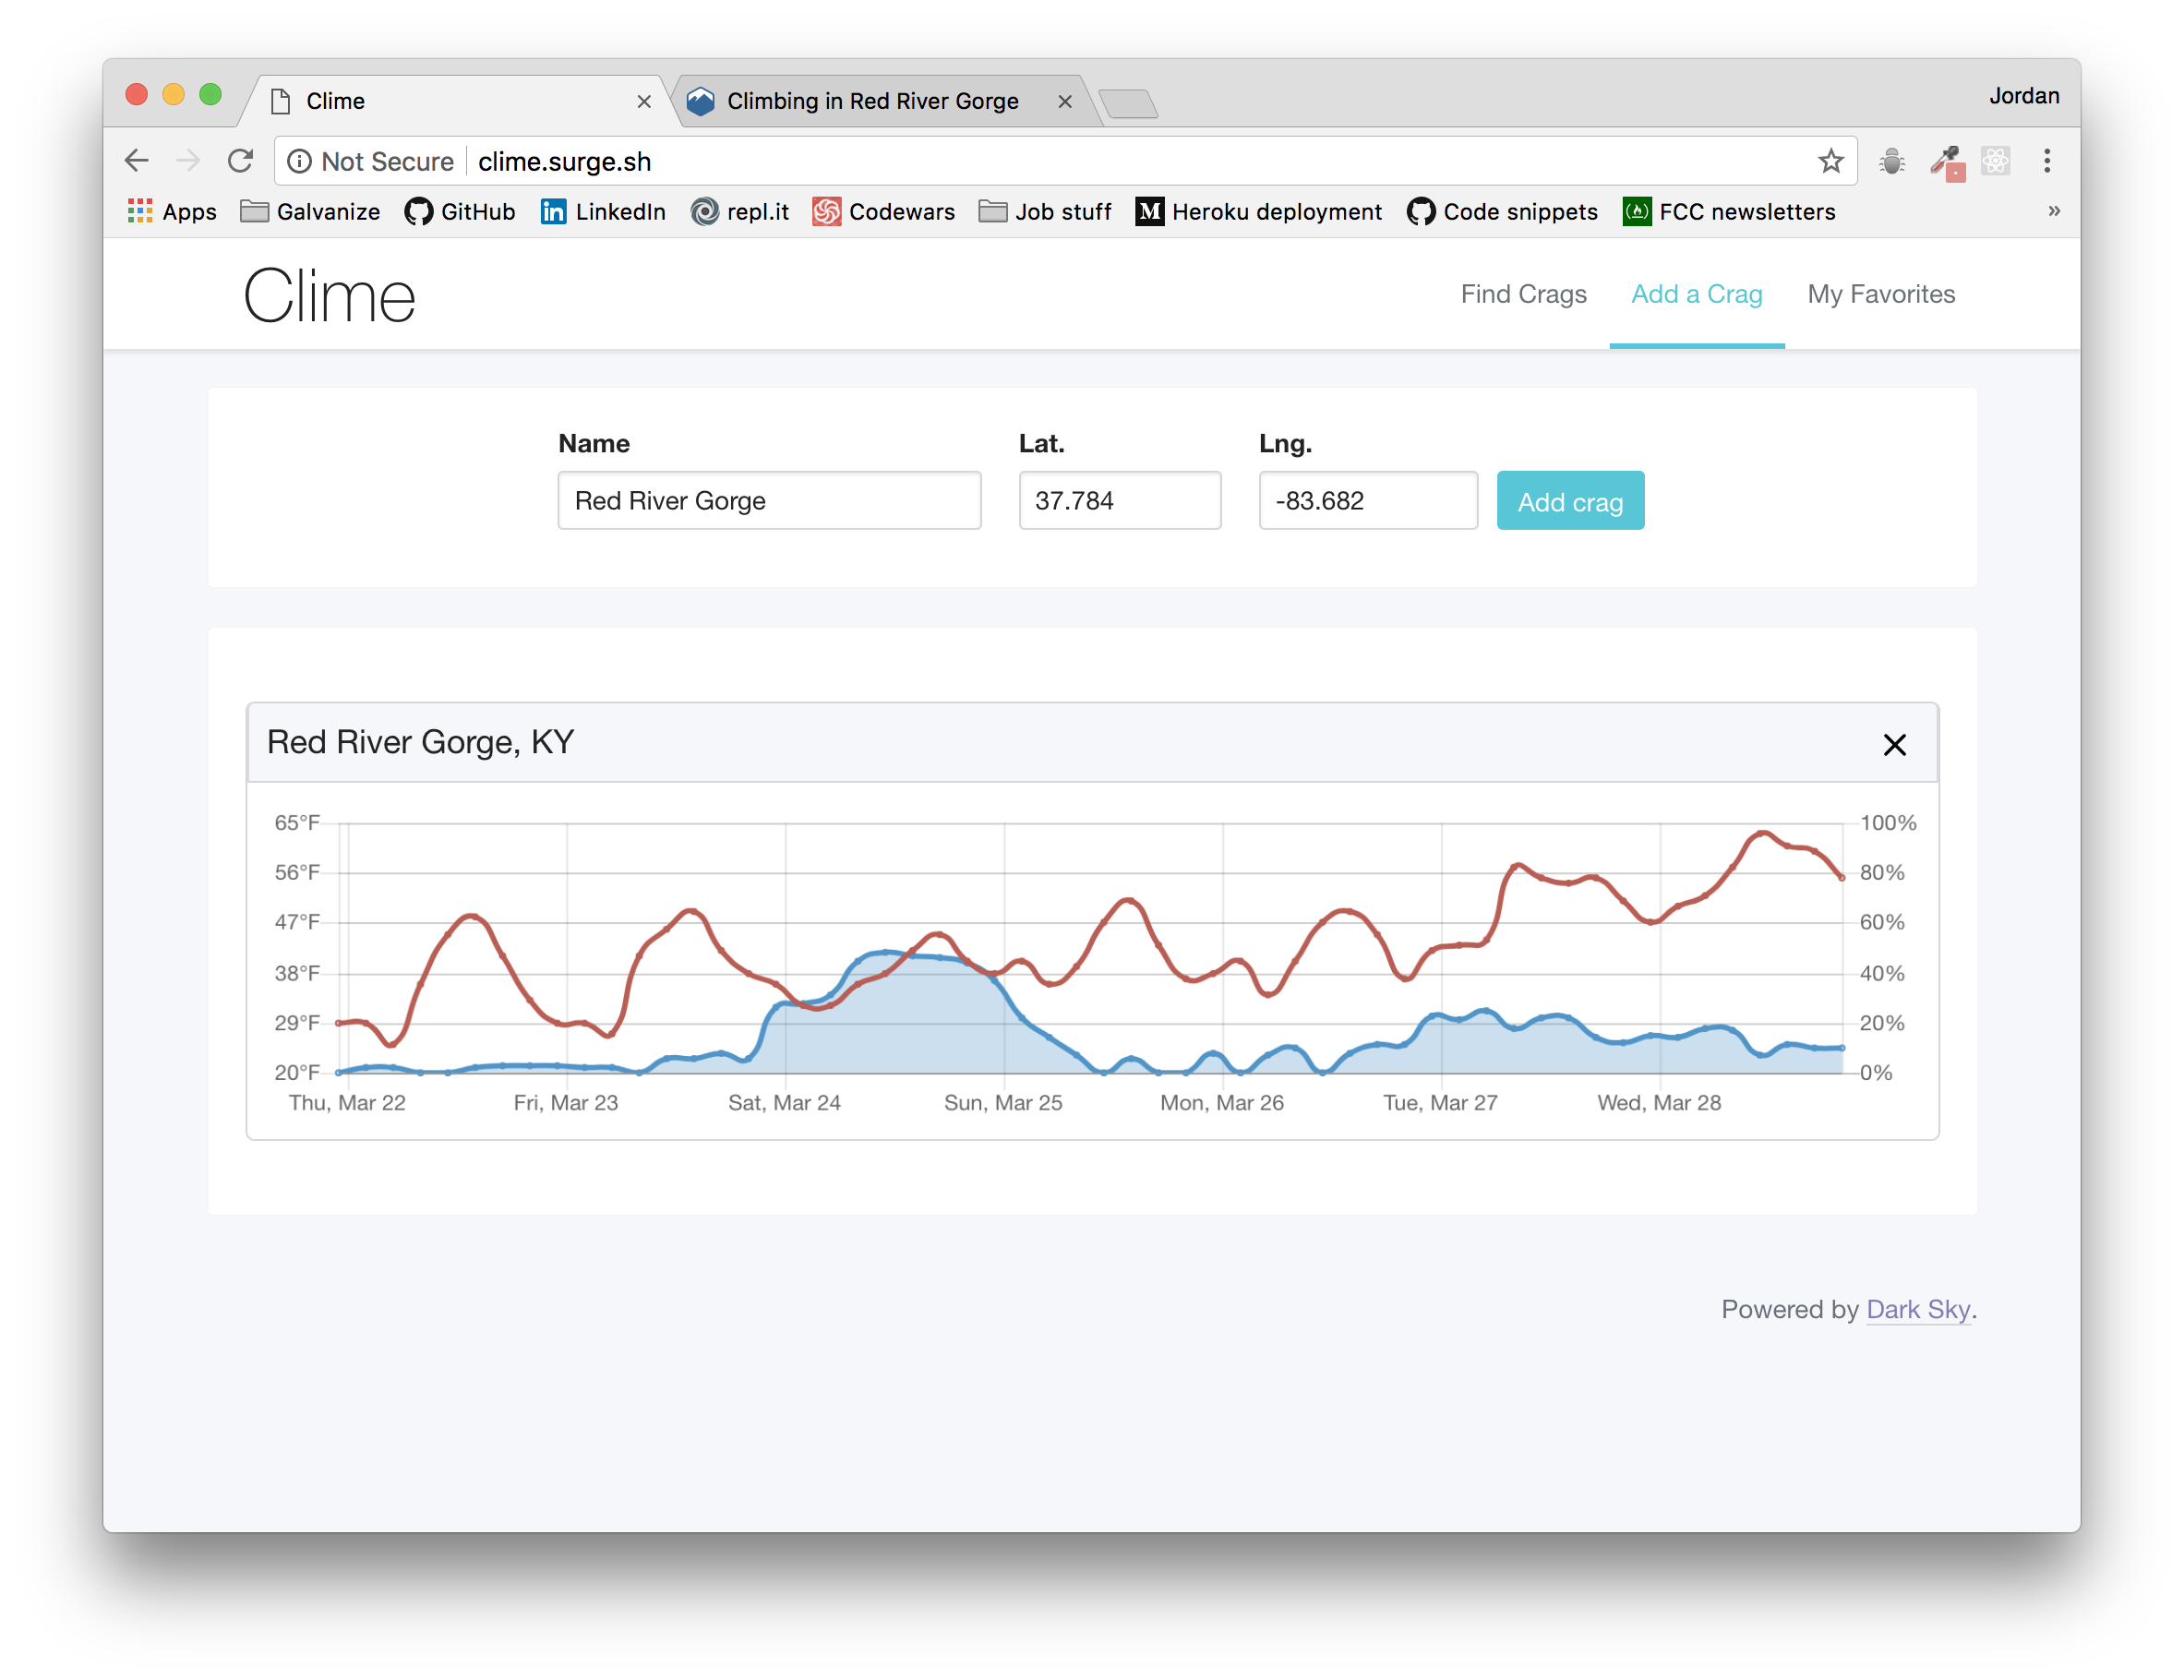 Clime
Climbing in Red River Gorge
Jordan
Not Secure clime.surge.sh
Apps Galvanize GitHub LinkedIn repl.it Codewars Job stuff Heroku deployment Code snippets FCC newsletters »
Clime Find Crags Add a Crag My Favorites
Name Lat. Lng.
Red River Gorge 37.784 -83.682 Add crag
Red River Gorge, KY
65°F 100%
56°F 80%
47°F 60%
38°F 40%
29°F 20%
20°F 0%
Thu, Mar 22 Fri, Mar 23 Sat, Mar 24 Sun, Mar 25 Mon, Mar 26 Tue, Mar 27 Wed, Mar 28
Powered by Dark Sky.